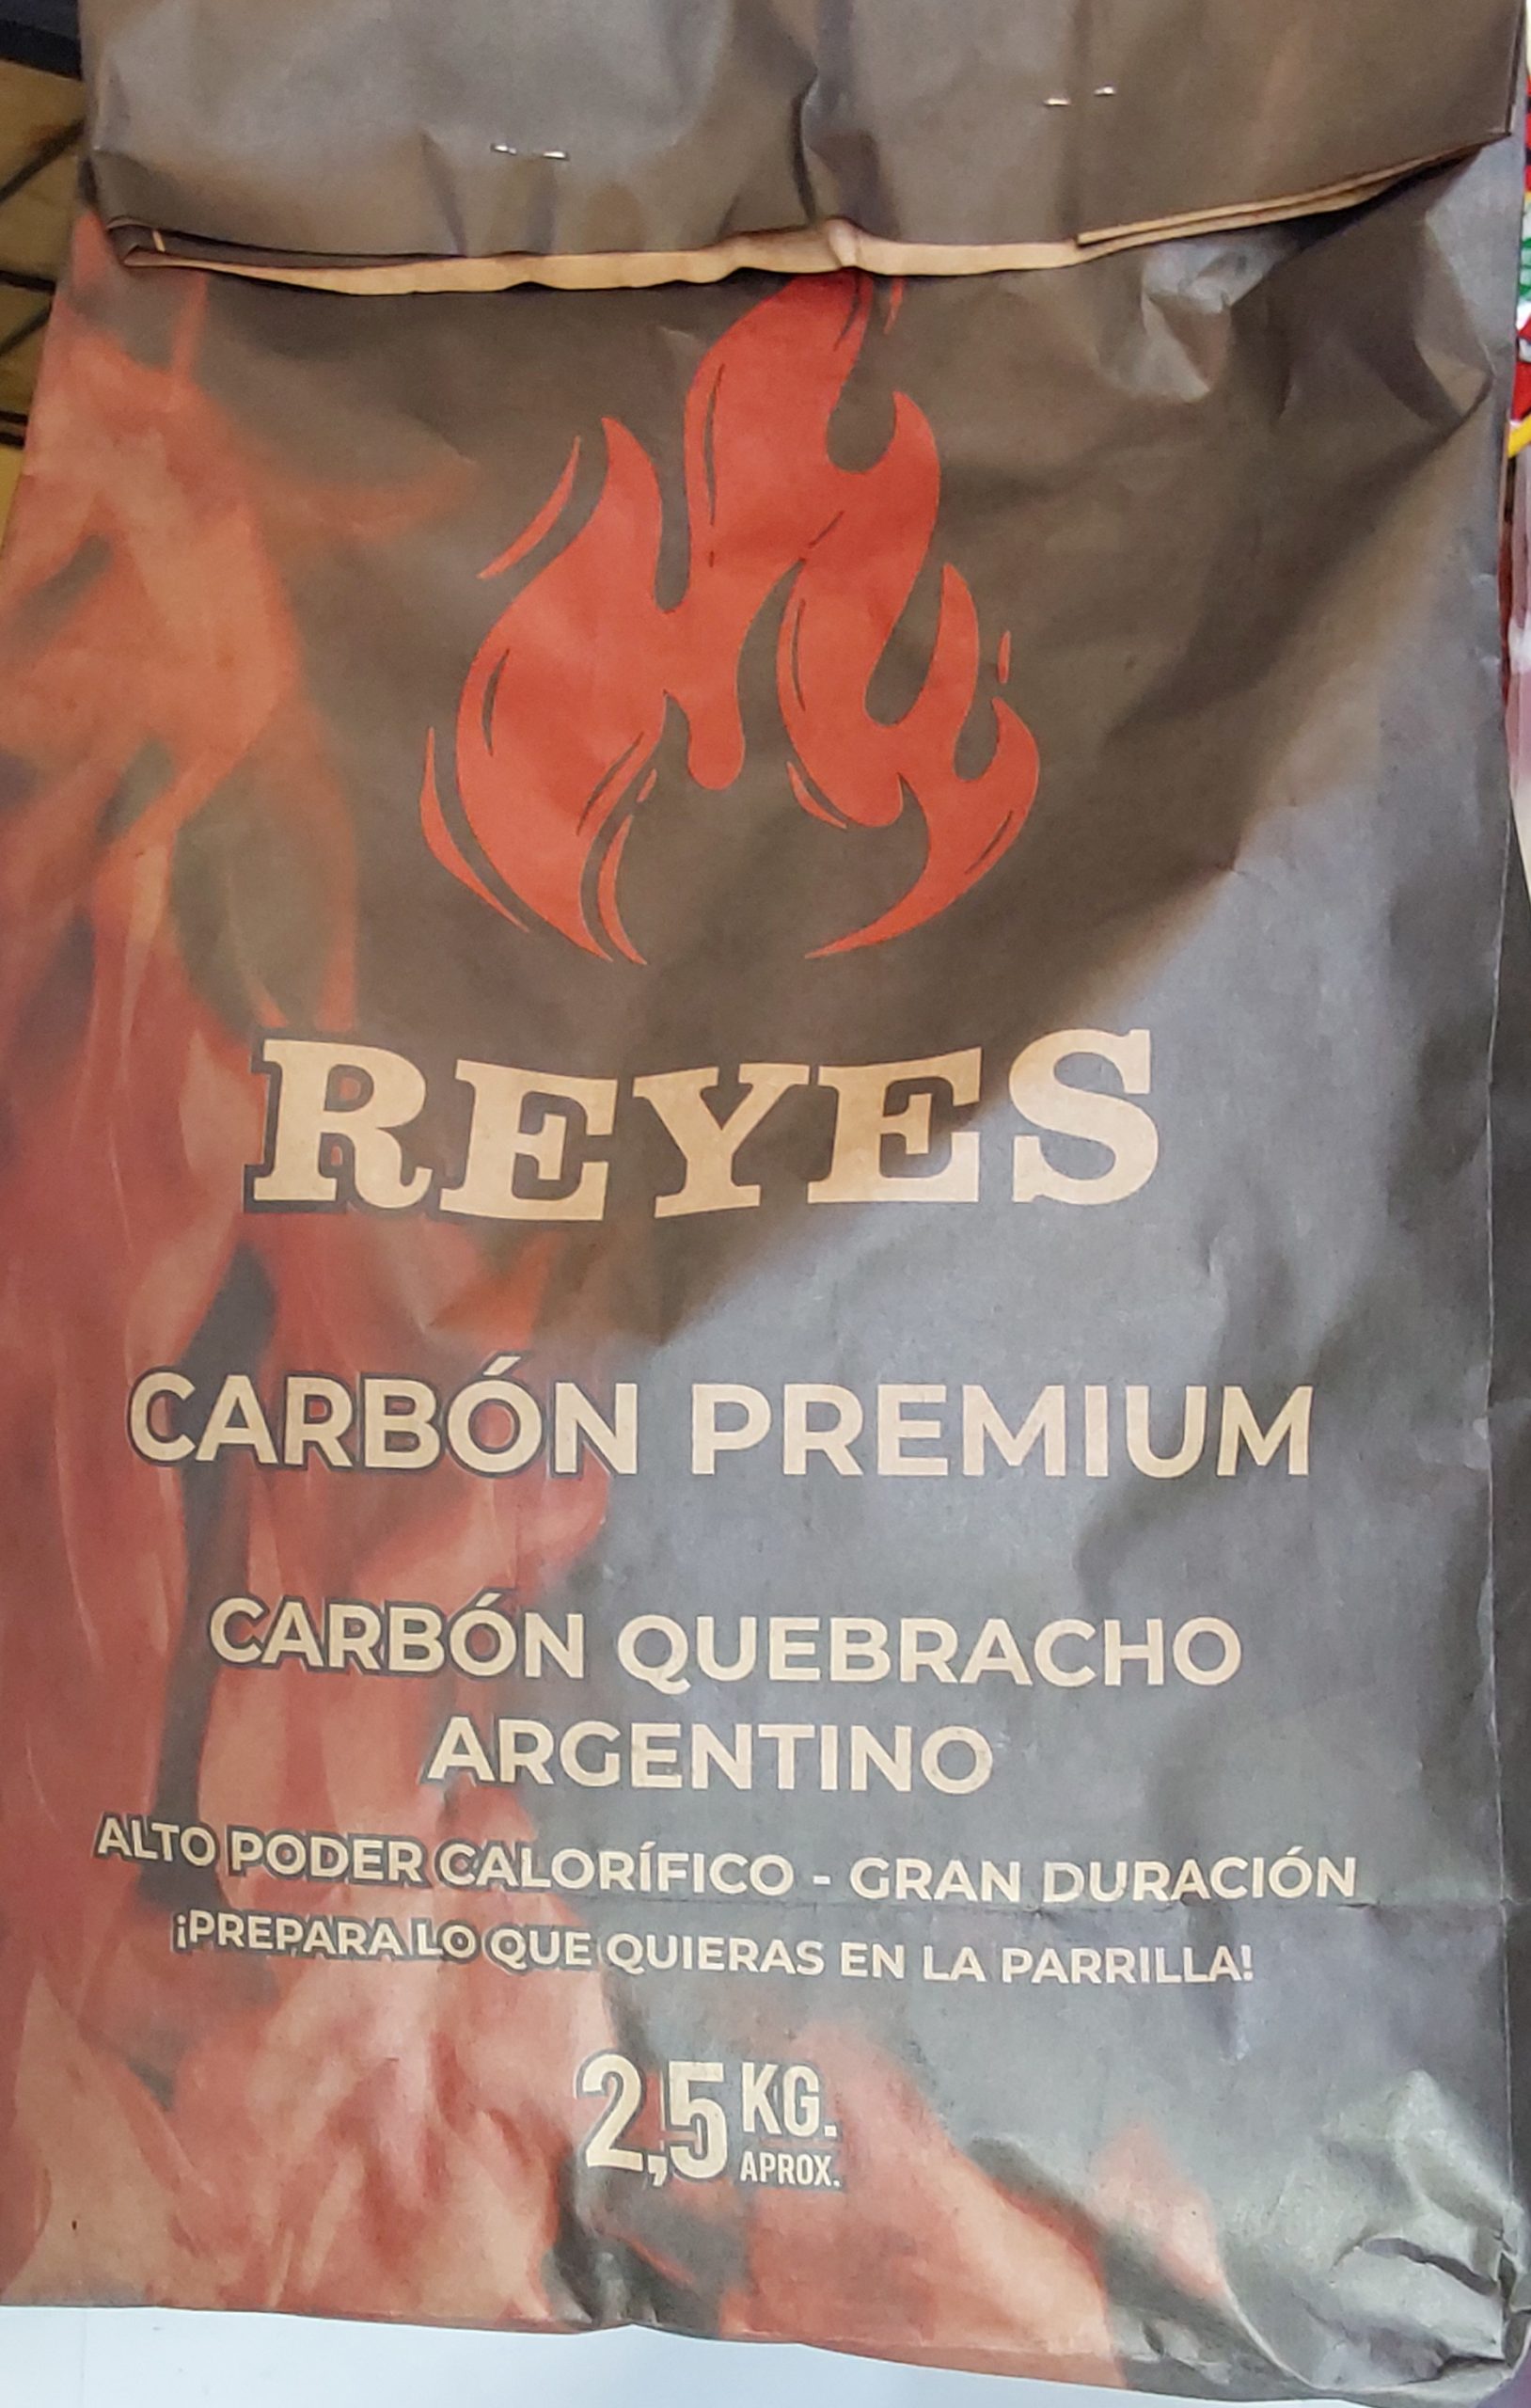 REYES
CARBÓN PREMIUM
CARBÓN QUEBRACHO
ARGENTINO
ALTO PODER CALORÍFICO - GRAN DURACIÓN
¡PREPARA LO QUE QUIERAS EN LA PARRILLA!
2,5 KG.
APROX.